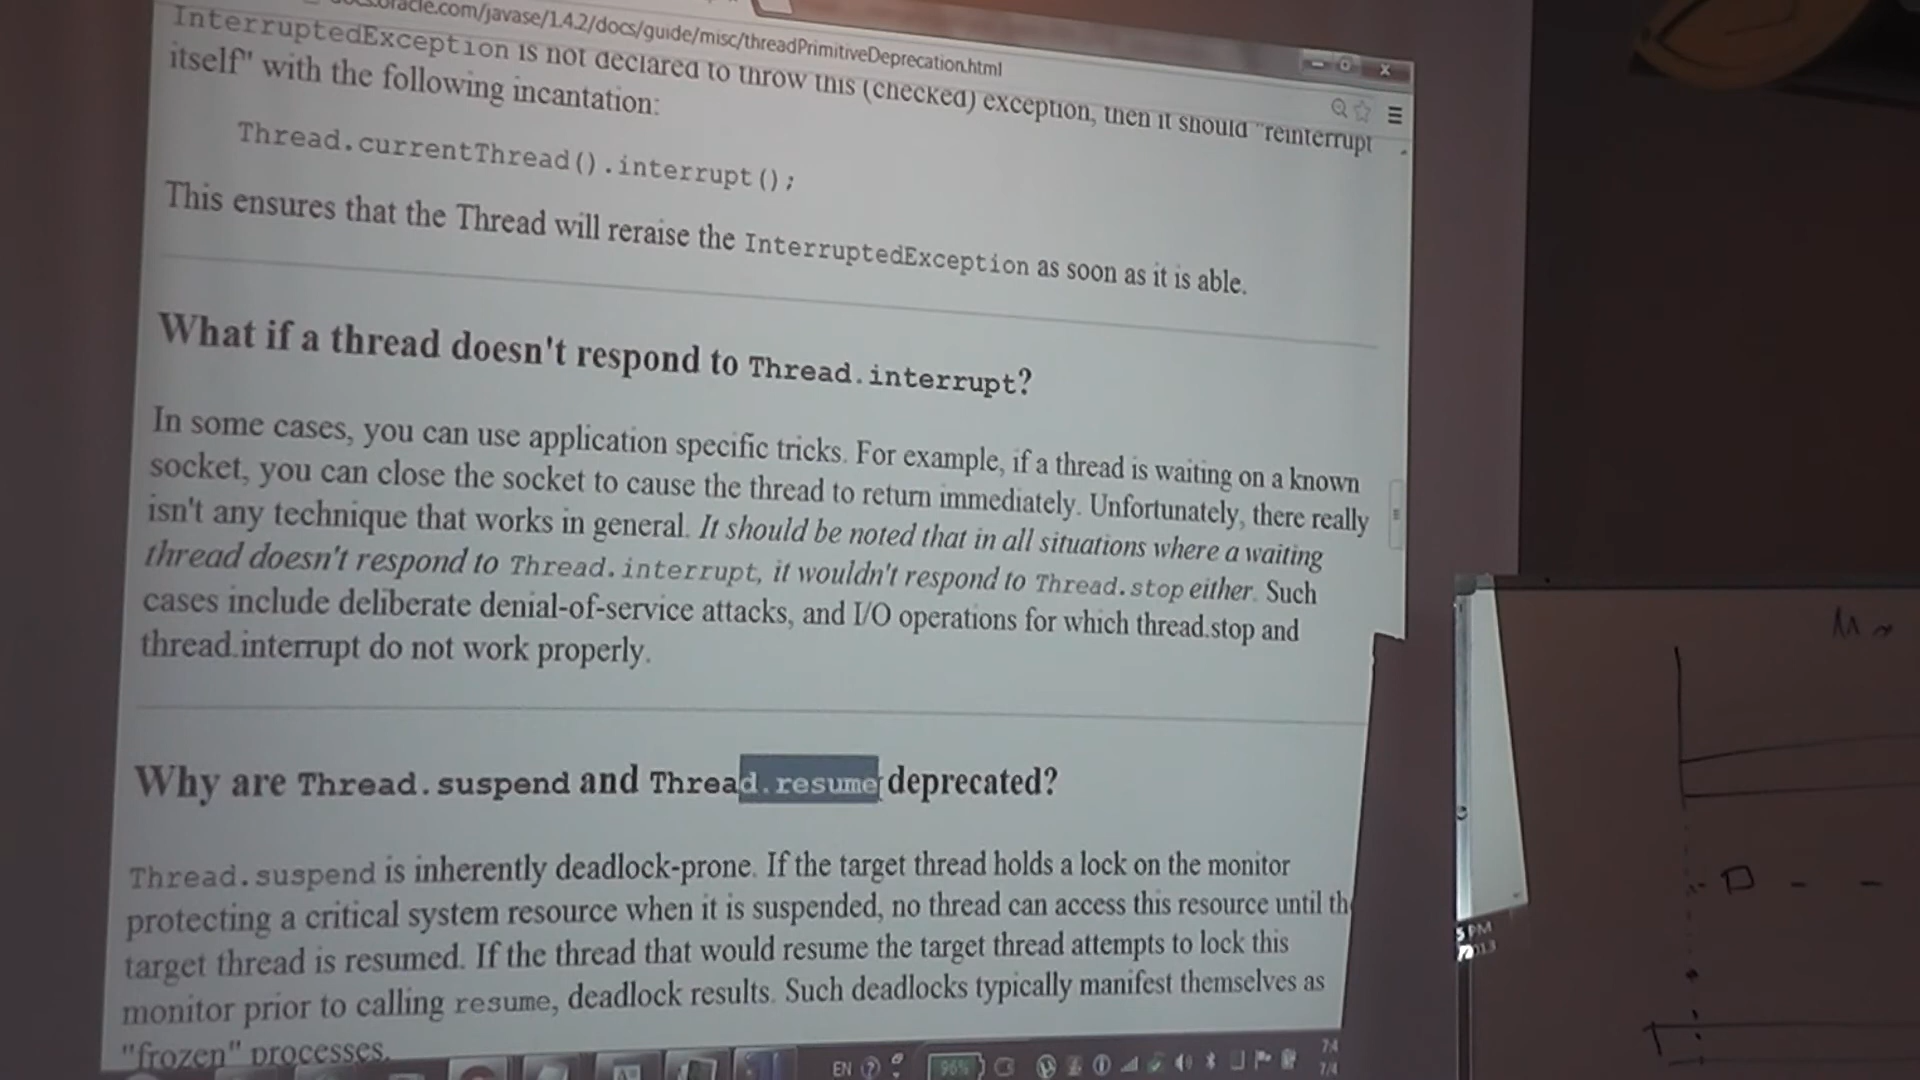 docs.oracle.com/javase/1.4.2/docs/guide/misc/threadPrimitiveDeprecation.html
InterruptedException is not declared to throw this (checked) exception, then it should "reinterrupt
itself" with the following incantation:
Thread.currentThread().interrupt();
This ensures that the Thread will reraise the InterruptedException as soon as it is able.
What if a thread doesn't respond to Thread.interrupt?
In some cases, you can use application specific tricks. For example, if a thread is waiting on a known
socket, you can close the socket to cause the thread to return immediately. Unfortunately, there really
isn't any technique that works in general. It should be noted that in all situations where a waiting
thread doesn't respond to Thread.interrupt, it wouldn't respond to Thread.stop either. Such
cases include deliberate denial-of-service attacks, and I/O operations for which thread.stop and
thread.interrupt do not work properly.
Why are Thread.suspend and Thread.resume deprecated?
Thread.suspend is inherently deadlock-prone. If the target thread holds a lock on the monitor
protecting a critical system resource when it is suspended, no thread can access this resource until th
target thread is resumed. If the thread that would resume the target thread attempts to lock this
monitor prior to calling resume, deadlock results. Such deadlocks typically manifest themselves as
"frozen" processes.
EN 96%
5 PM